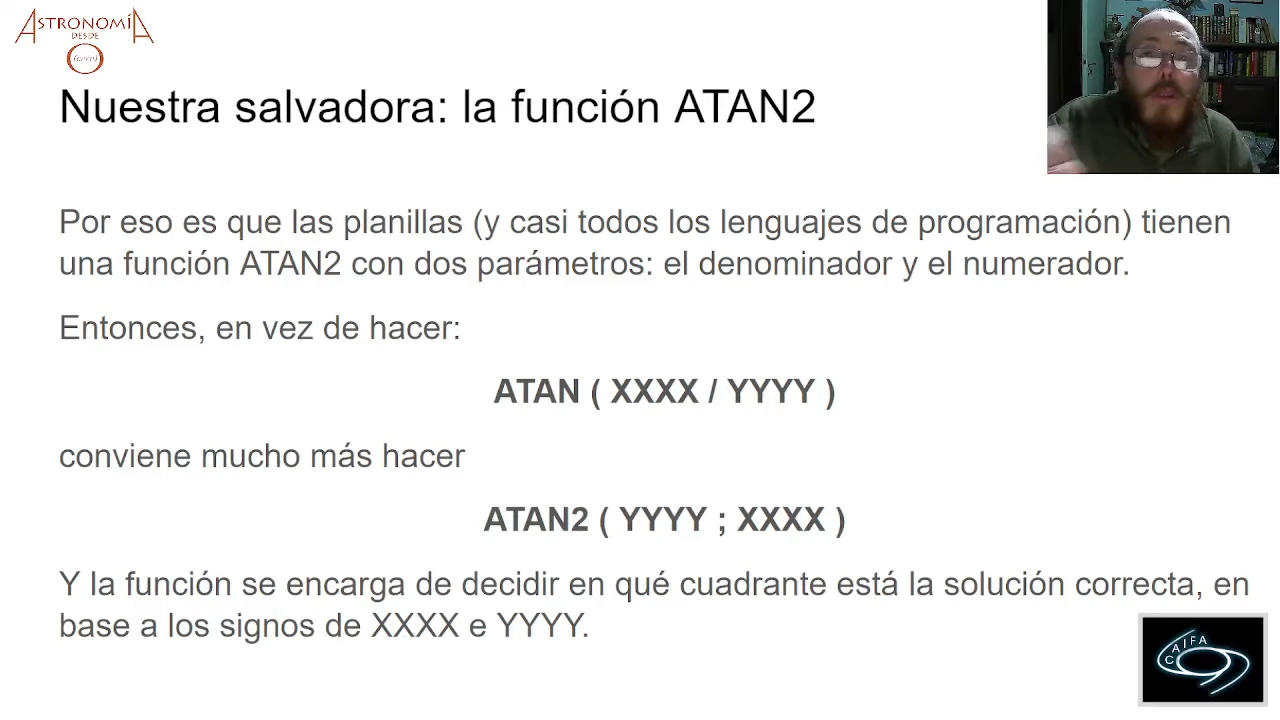 ASTRONOMÍA
DESDE
(cero)
Nuestra salvadora: la función ATAN2
Por eso es que las planillas (y casi todos los lenguajes de programación) tienen
una función ATAN2 con dos parámetros: el denominador y el numerador.
Entonces, en vez de hacer:
ATAN ( XXXX / YYYY )
conviene mucho más hacer
ATAN2 ( YYYY ; XXXX )
Y la función se encarga de decidir en qué cuadrante está la solución correcta, en
base a los signos de XXXX e YYYY.
CAIFA